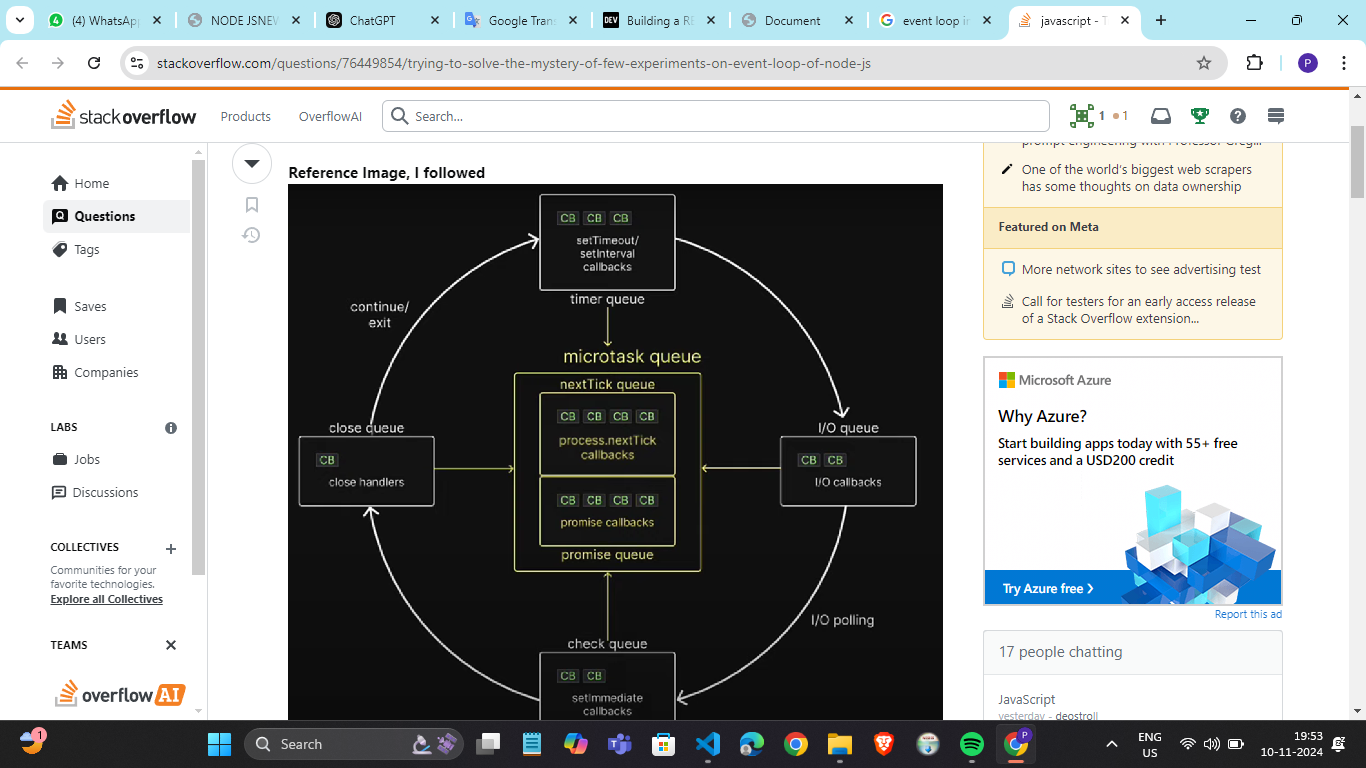 (4) WhatsApp
NODE JSNEW
ChatGPT
Google Trans
Building a RE
Document
event loop in
javascript - T
stackoverflow.com/questions/76449854/trying-to-solve-the-mystery-of-few-experiments-on-event-loop-of-node-js
P
stackoverflow
Products
OverflowAI
Search...
1
1
Home
Questions
Tags
Saves
Users
Companies
LABS
Jobs
Discussions
COLLECTIVES
Communities for your
favorite technologies.
Explore all Collectives
TEAMS
overflow AI
Reference Image, I followed
CB CB CB
setTimeout/
setInterval
callbacks
timer queue
continue/
exit
microtask queue
nextTick queue
CB CB CB CB
process.nextTick
callbacks
CB CB CB CB
promise callbacks
promise queue
close queue
CB
close handlers
I/O queue
CB CB
I/O callbacks
I/O polling
check queue
CB CB
setImmediate
callbacks
prompt engineering with Professor Greg...
One of the world's biggest web scrapers
has some thoughts on data ownership
Featured on Meta
More network sites to see advertising test
Call for testers for an early access release
of a Stack Overflow extension...
Microsoft Azure
Why Azure?
Start building apps today with 55+ free
services and a USD200 credit
Try Azure free >
Report this ad
17 people chatting
JavaScript
yesterday - deostroll
1
Search
P
ENG
US
19:53
10-11-2024